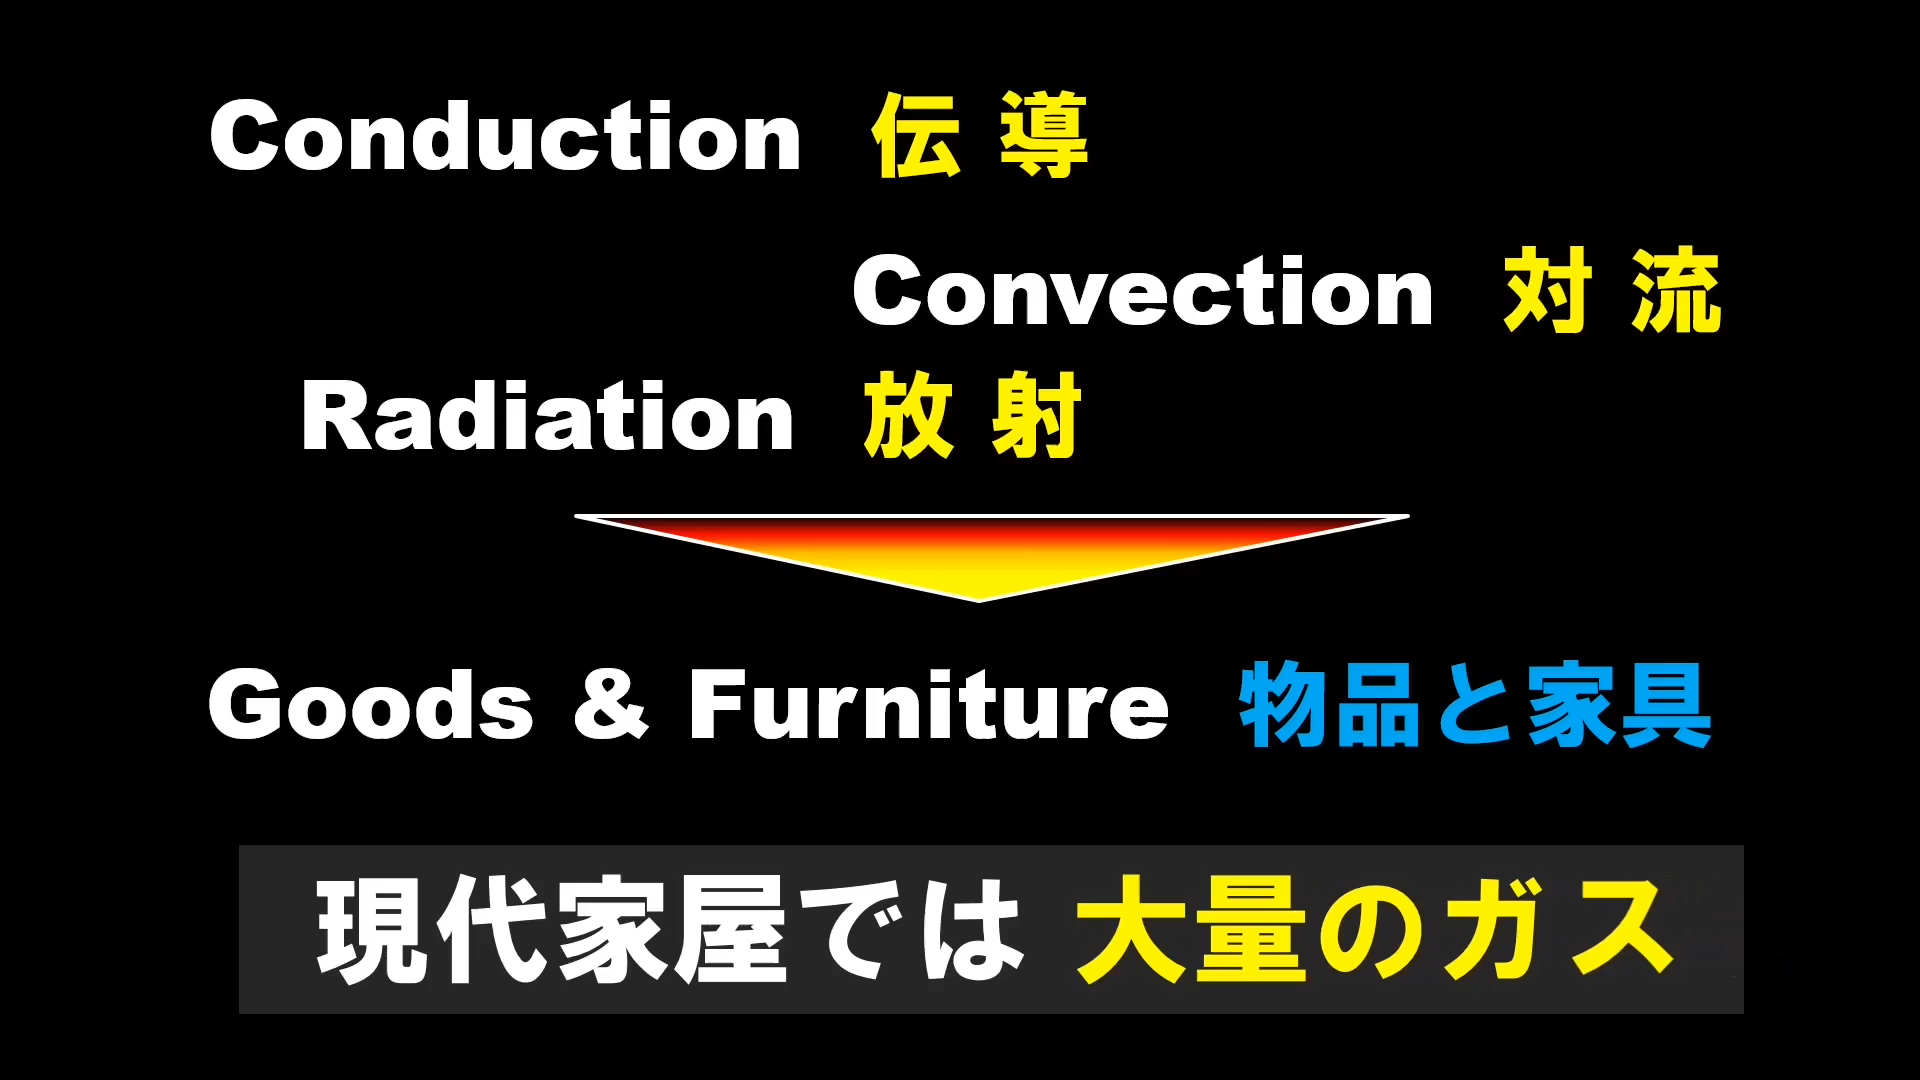 Conduction 伝導
Convection 対流
Radiation 放射
Goods & Furniture 物品と家具
現代家屋では 大量のガス